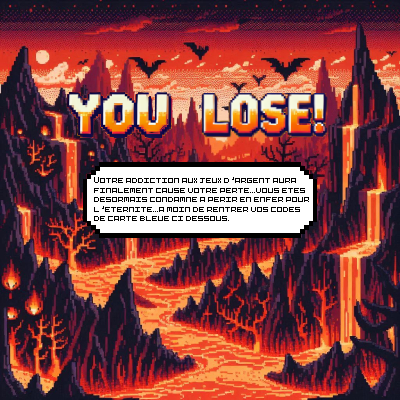 YOU LOSE!
VOTRE ADDICTION AUX JEUX D 'ARGENT AURA
FINALEMENT CAUSE VOTRE PERTE...VOUS ETES
DESORMAIS CONDAMNE A PERIR EN ENFER POUR
L 'ETERNITE...A MOIN DE RENTRER VOS CODES
DE CARTE BLEUE CI DESSOUS.